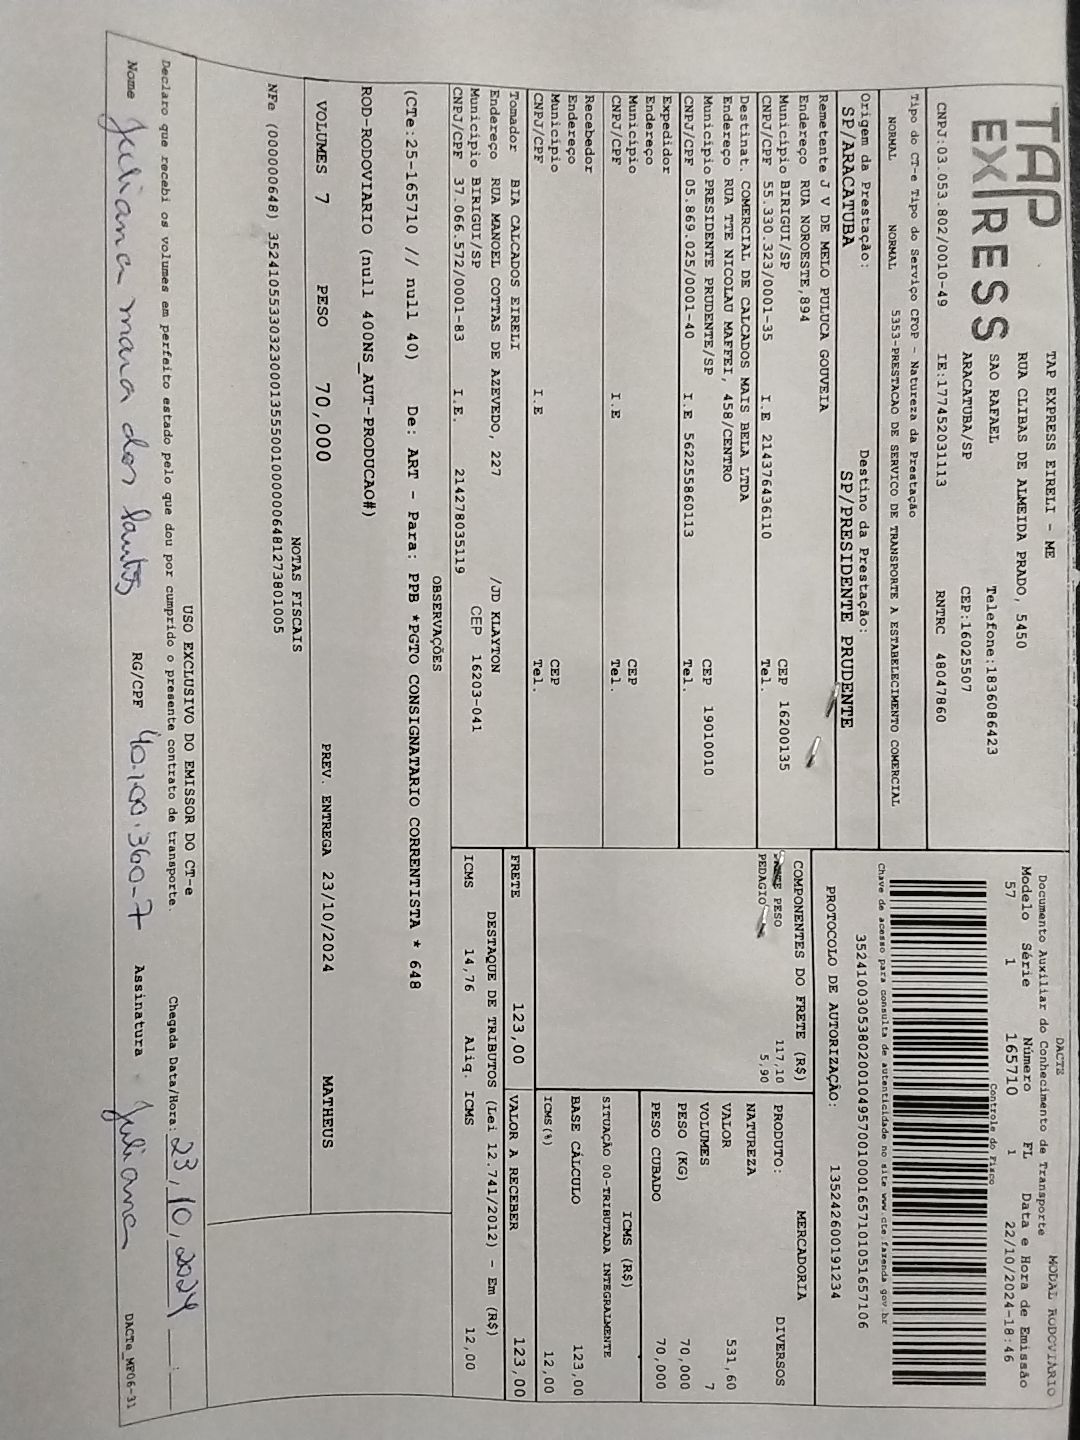 TAP
EXPRESS
TAP EXPRESS EIRELI - ME
RUA CLIBAS DE ALMEIDA PRADO, 5450
SAO RAFAEL Telefone:1836086423
ARACATUBA/SP CEP:16025507
CNPJ:03.053.802/0010-49 IE:177452031113 RNTRC 48047860
DACTE MODAL RODOVIARIO
Documento Auxiliar do Conhecimento de Transporte
Modelo Série Número FL Data e Hora de Emissão
57 1 165710 1 22/10/2024-18:46
Controle do Fisco
Chave de acesso para consulta de autenticidade no site www.cte.fazenda.gov.br
35241003053802001049570010001657101051657106
PROTOCOLO DE AUTORIZAÇÃO: 135242600191234
Tipo do CT-e Tipo do Serviço CFOP - Natureza da Prestação
NORMAL NORMAL 5353-PRESTACAO DE SERVICO DE TRANSPORTE A ESTABELECIMENTO COMERCIAL
Origem da Prestação: Destino da Prestação:
SP/ARACATUBA SP/PRESIDENTE PRUDENTE
Remetente J V DE MELO PULUCA GOUVEIA
Endereço RUA NOROESTE,894
Município BIRIGUI/SP CEP 16200135
CNPJ/CPF 55.330.323/0001-35 I.E 214376436110 Tel.
Destinat. COMERCIAL DE CALCADOS MAIS BELA LTDA
Endereço RUA TTE NICOLAU MAFFEI, 458/CENTRO
Município PRESIDENTE PRUDENTE/SP CEP 19010010
CNPJ/CPF 05.869.025/0001-40 I.E 562255860113 Tel.
Expedidor
Endereço
Município CEP
CNPJ/CPF I.E Tel.
Recebedor
Endereço
Município CEP
CNPJ/CPF I.E Tel.
Tomador BIA CALCADOS EIRELI
Endereço RUA MANOEL COTTAS DE AZEVEDO, 227 /JD KLAYTON
Município BIRIGUI/SP CEP 16203-041
CNPJ/CPF 37.066.572/0001-83 I.E. 214278035119
COMPONENTES DO FRETE (R$)
PESO 117,10
PEDAGIO 5,90
MERCADORIA
PRODUTO: DIVERSOS
NATUREZA
VALOR 531,60
VOLUMES 7
PESO (KG) 70,000
PESO CUBADO 70,000
ICMS (R$)
SITUAÇÃO 00-TRIBUTADA INTEGRALMENTE
BASE CÁLCULO 123,00
ICMS(%) 12,00
FRETE 123,00 VALOR A RECEBER 123,00
DESTAQUE DE TRIBUTOS (Lei 12.741/2012) - Em (R$)
ICMS 14,76 Aliq. ICMS 12,00
OBSERVAÇÕES
(CTe:25-165710 // null 40) De: ART - Para: PPB *PGTO CONSIGNATARIO CORRENTISTA * 648
ROD-RODOVIARIO (null 400NS_AUT-PRODUCAO#)
VOLUMES 7 PESO 70,000 PREV. ENTREGA 23/10/2024 MATHEUS
NOTAS FISCAIS
NFe (000000648) 35241055330323000135550010000006481273801005
USO EXCLUSIVO DO EMISSOR DO CT-e
Declaro que recebi os volumes em perfeito estado pelo que dou por cumprido o presente contrato de transporte. Chegada Data/Hora: 23/10/2024 :
Nome Juliana mara dos Santos RG/CPF 40.100.360-7 Assinatura Juliana
DACTe_MF06-31